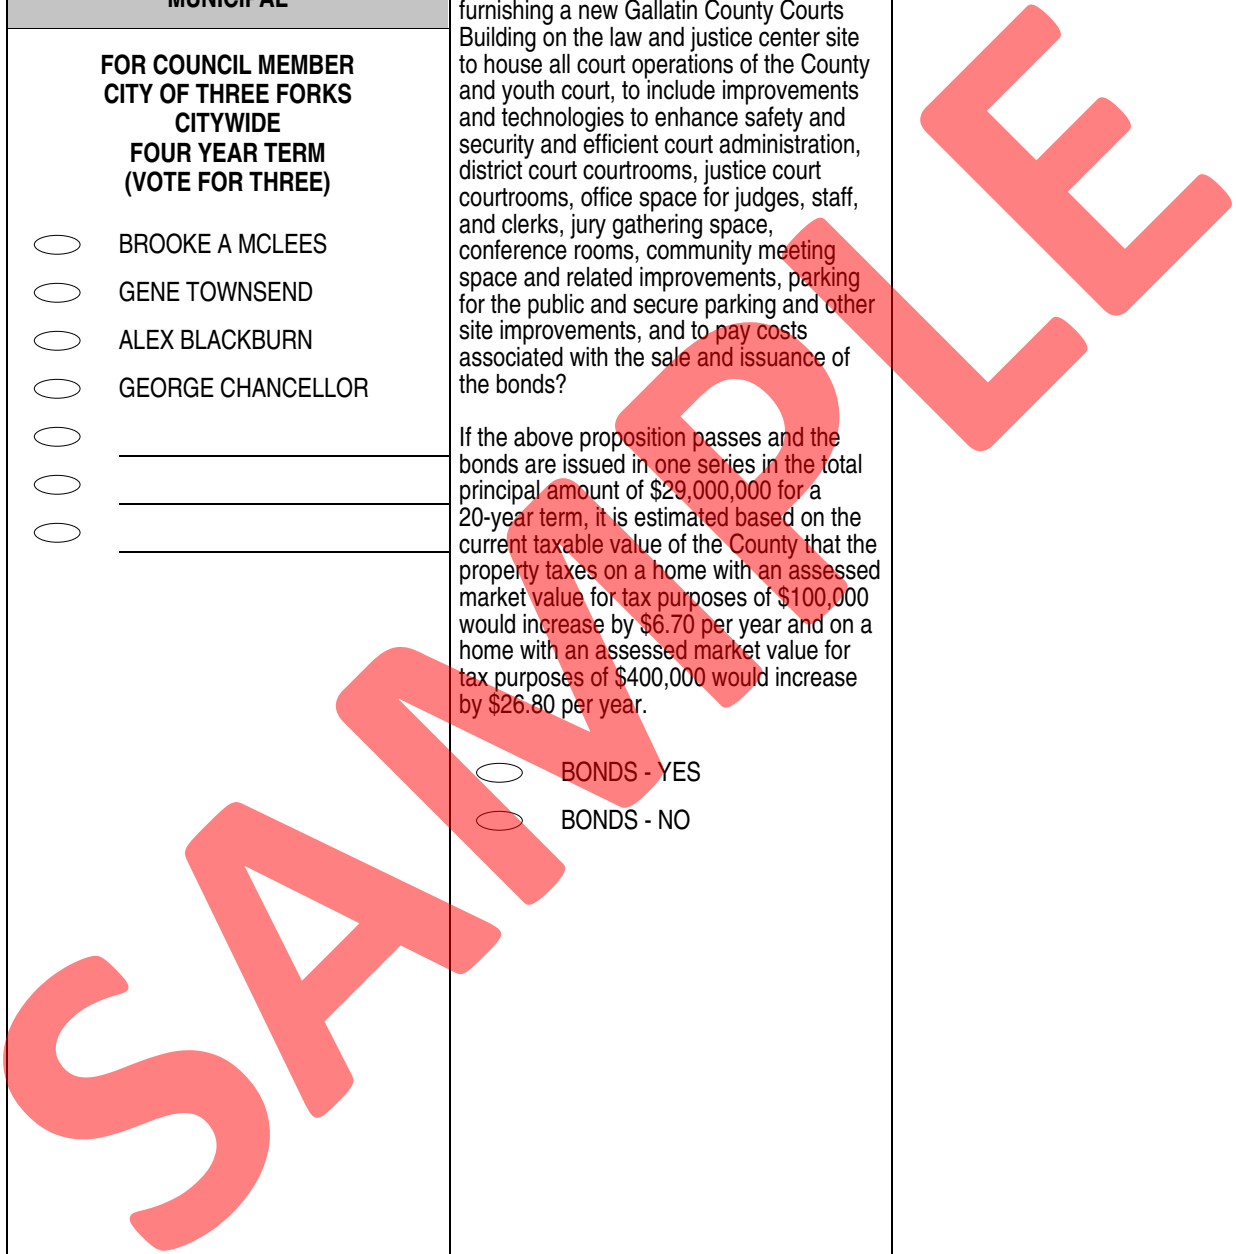 MUNICIPAL
FOR COUNCIL MEMBER
CITY OF THREE FORKS
CITYWIDE
FOUR YEAR TERM
(VOTE FOR THREE)
BROOKE A MCLEES
GENE TOWNSEND
ALEX BLACKBURN
GEORGE CHANCELLOR
furnishing a new Gallatin County Courts
Building on the law and justice center site
to house all court operations of the County
and youth court, to include improvements
and technologies to enhance safety and
security and efficient court administration,
district court courtrooms, justice court
courtrooms, office space for judges, staff,
and clerks, jury gathering space,
conference rooms, community meeting
space and related improvements, parking
for the public and secure parking and other
site improvements, and to pay costs
associated with the sale and issuance of
the bonds?
If the above proposition passes and the
bonds are issued in one series in the total
principal amount of $29,000,000 for a
20-year term, it is estimated based on the
current taxable value of the County that the
property taxes on a home with an assessed
market value for tax purposes of $100,000
would increase by $6.70 per year and on a
home with an assessed market value for
tax purposes of $400,000 would increase
by $26.80 per year.
BONDS - YES
BONDS - NO
SAMPLE